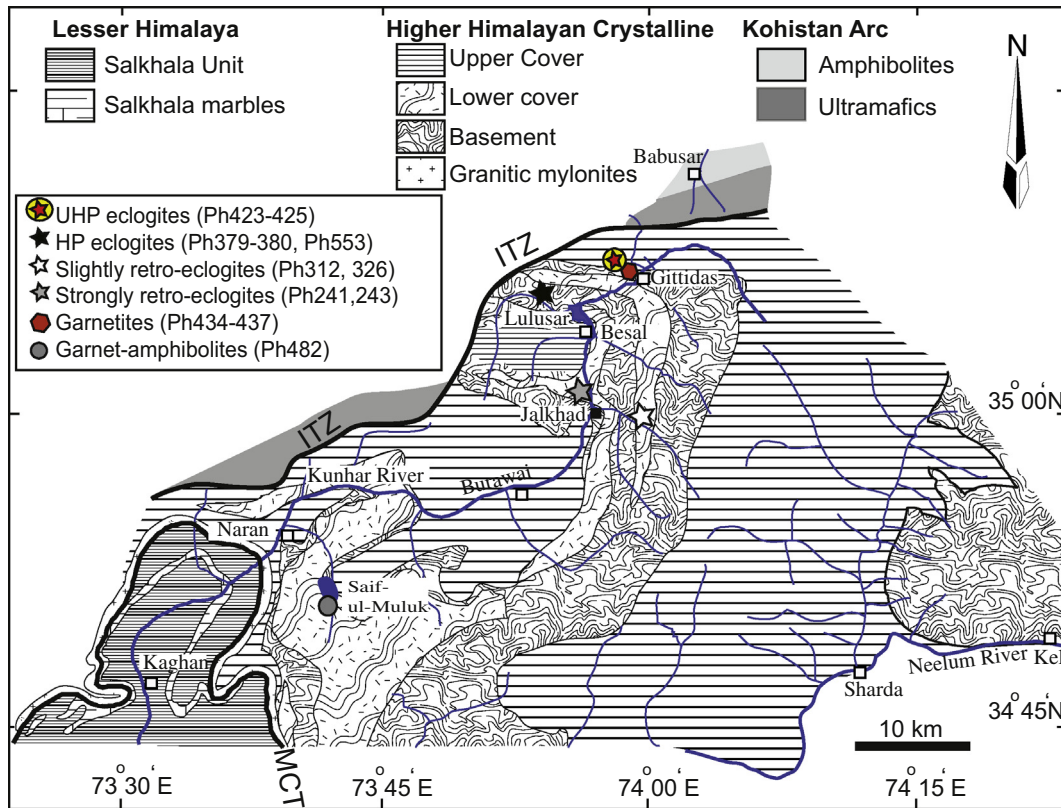 Lesser Himalaya
Salkhala Unit
Salkhala marbles
Higher Himalayan Crystalline
Upper Cover
Lower cover
Basement
Granitic mylonites
Kohistan Arc
Amphibolites
Ultramafics
N
UHP eclogites (Ph423-425)
HP eclogites (Ph379-380, Ph553)
Slightly retro-eclogites (Ph312, 326)
Strongly retro-eclogites (Ph241,243)
Garnetites (Ph434-437)
Garnet-amphibolites (Ph482)
Babusar
ITZ
Gittidas
Lulusar
Besal
Jalkhad
35° 00'N
ITZ
Kunhar River
Burawai
Naran
Saif-
ul-Muluk
Kaghan
Neelum River
Kel
Sharda
34° 45'N
10 km
MCT
73° 30'E
73° 45'E
74° 00'E
74° 15'E